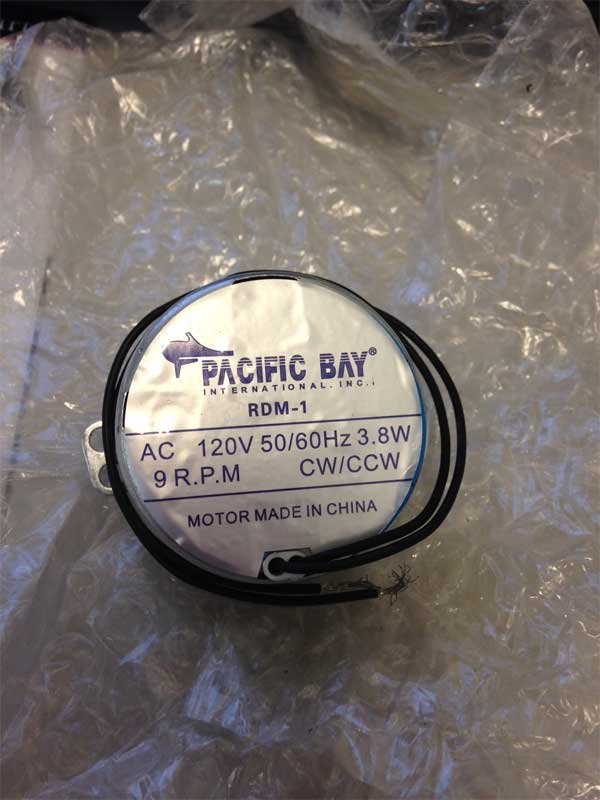 PACIFIC BAY®
INTERNATIONAL. INC.,
RDM-1
AC 120V 50/60Hz 3.8W
9 R.P.M CW/CCW
MOTOR MADE IN CHINA